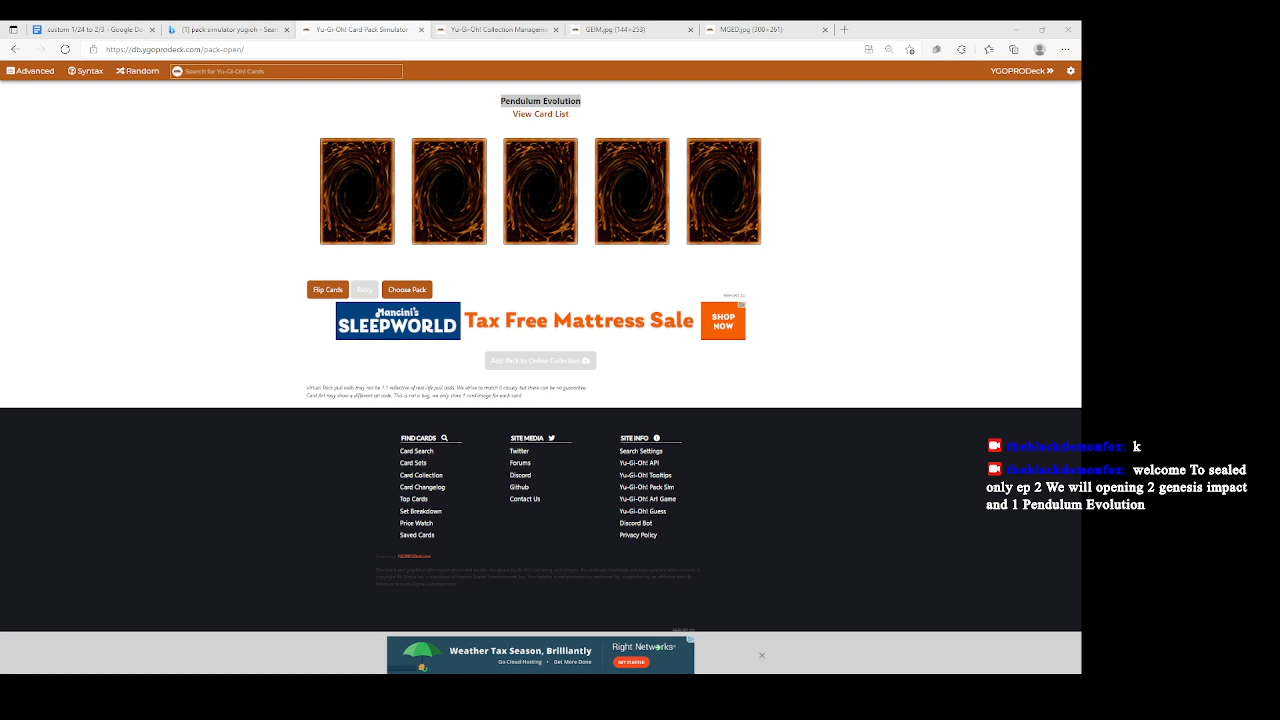 custom 1/24 to 2/3 - Google Do
(1) pack simulator yugioh - Sear
Yu-Gi-Oh! Card Pack Simulator
Yu-Gi-Oh! Collection Managem
GEIM.jpg (144×253)
MGED.jpg (300×261)
https://db.ygoprodeck.com/pack-open/
Advanced
Syntax
Random
Search for Yu-Gi-Oh! Cards
YGOPRODeck
Pendulum Evolution
View Card List
Flip Cards
Retry
Choose Pack
REPORT AD
Mancini's
SLEEPWORLD
Tax Free Mattress Sale
SHOP
NOW
Add Pack to Online Collection
Virtual Pack pull odds may not be 1:1 reflective of real-life pull odds. We strive to match it closely but there can be no guarantee.
Card Art may show a different set code. This is not a bug, we only store 1 card image for each card.
FIND CARDS
Card Search
Card Sets
Card Collection
Card Changelog
Top Cards
Set Breakdown
Price Watch
Saved Cards
SITE MEDIA
Twitter
Forums
Discord
Github
Contact Us
SITE INFO
Search Settings
Yu-Gi-Oh! API
Yu-Gi-Oh! Tooltips
Yu-Gi-Oh! Pack Sim
Yu-Gi-Oh! Art Game
Yu-Gi-Oh! Guess
Discord Bot
Privacy Policy
YGOPRODeck.com
theblackdemonfox: k
theblackdemonfox: welcome To sealed
only ep 2 We will opening 2 genesis impact
and 1 Pendulum Evolution
REPORT AD
Weather Tax Season, Brilliantly
Go Cloud Hosting • Get More Done
Right Networks
GET STARTED